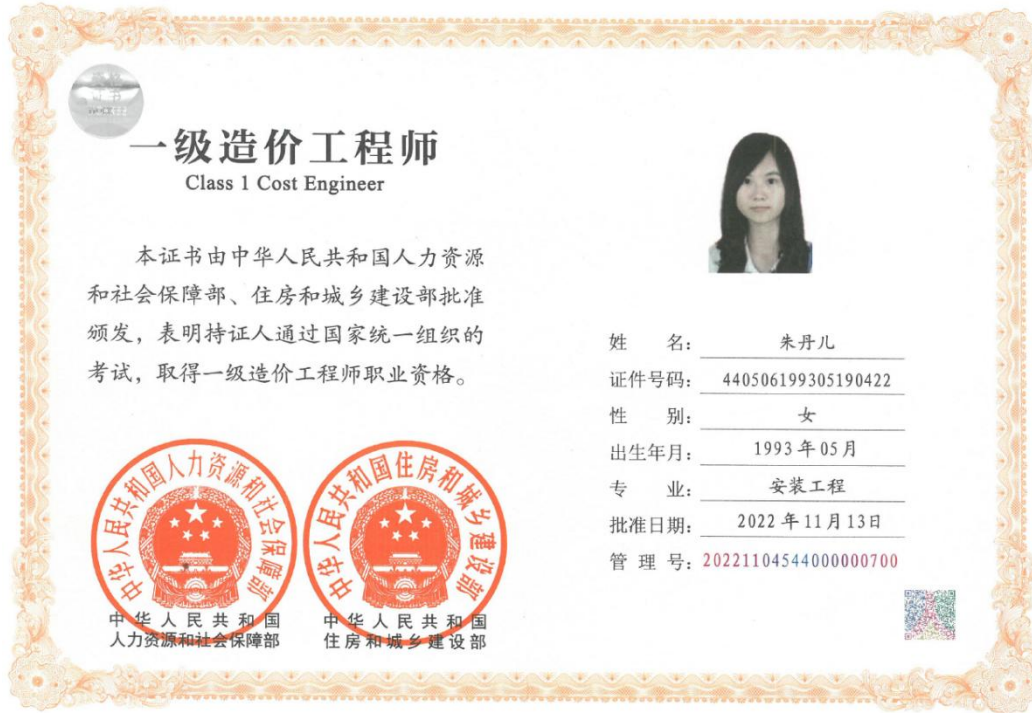 一级造价工程师
Class 1 Cost Engineer
本证书由中华人民共和国人力资源
和社会保障部、住房和城乡建设部批准
颁发，表明持证人通过国家统一组织的
考试，取得一级造价工程师职业资格。
中华人民共和国人力资源和社会保障部
中华人民共和国住房和城乡建设部
中华人民共和国
人力资源和社会保障部
中华人民共和国
住房和城乡建设部
姓 名： 朱丹儿
证件号码： 440506199305190422
性 别： 女
出生年月： 1993年05月
专 业： 安装工程
批准日期： 2022年11月13日
管 理 号： 20221104544000000700